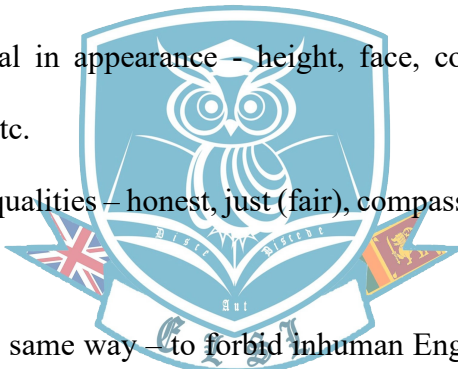 al in appearance - height, face, co
tc.
qualities – honest, just (fair), compass
Disce Discede
Aut
same way – to forbid inhuman Eng
ELSI